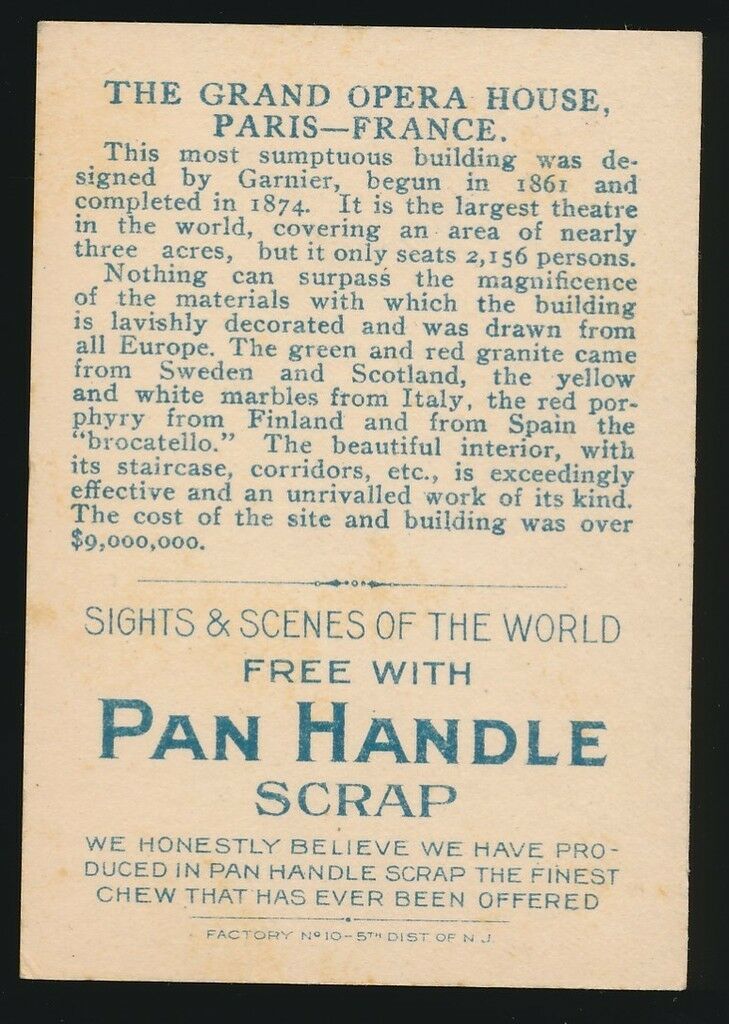 THE GRAND OPERA HOUSE,
PARIS—FRANCE.
This most sumptuous building was de-
signed by Garnier, begun in 1861 and
completed in 1874. It is the largest theatre
in the world, covering an area of nearly
three acres, but it only seats 2,156 persons.
Nothing can surpass the magnificence
of the materials with which the building
is lavishly decorated and was drawn from
all Europe. The green and red granite came
from Sweden and Scotland, the yellow
and white marbles from Italy, the red por-
phyry from Finland and from Spain the
"brocatello." The beautiful interior, with
its staircase, corridors, etc., is exceedingly
effective and an unrivalled work of its kind.
The cost of the site and building was over
$9,000,000.
SIGHTS & SCENES OF THE WORLD
FREE WITH
PAN HANDLE
SCRAP
WE HONESTLY BELIEVE WE HAVE PRO-
DUCED IN PAN HANDLE SCRAP THE FINEST
CHEW THAT HAS EVER BEEN OFFERED
FACTORY Nº 10-5TH DIST OF N J